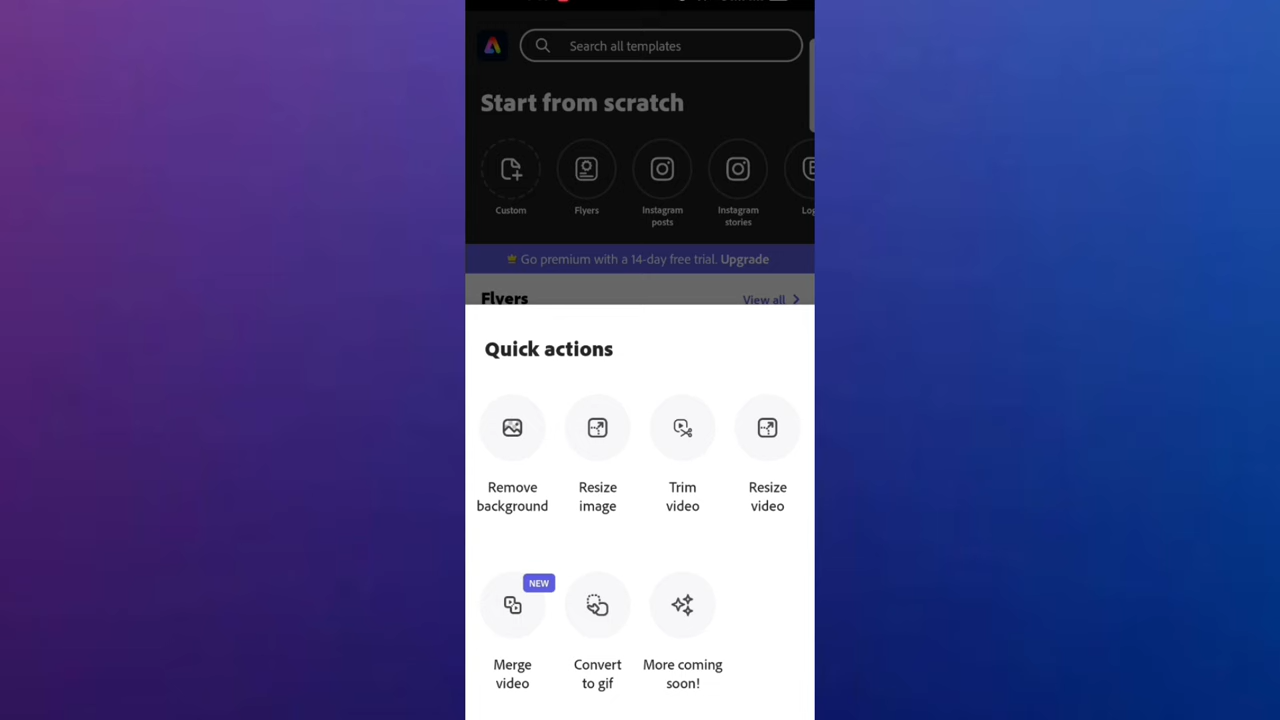 Search all templates
Start from scratch
Custom
Flyers
Instagram
posts
Instagram
stories
Go premium with a 14-day free trial. Upgrade
Flyers
View all
Quick actions
Remove
background
Resize
image
Trim
video
Resize
video
NEW
Merge
video
Convert
to gif
More coming
soon!